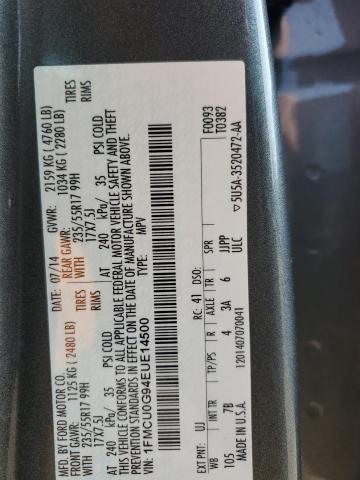 MFD. BY FORD MOTOR CO.
DATE: 07/14 GVWR: 2159 KG ( 4760 LB)
FRONT GAWR: 1125 KG ( 2480 LB) REAR GAWR: 1034 KG ( 2280 LB)
235/55R17 99H TIRES WITH 235/55R17 99H TIRES
17X7.5J RIMS 17X7.5J RIMS
AT 240 kPa/ 35 PSI COLD AT 240 kPa/ 35 PSI COLD
THIS VEHICLE CONFORMS TO ALL APPLICABLE FEDERAL MOTOR VEHICLE SAFETY AND THEFT
PREVENTION STANDARDS IN EFFECT ON THE DATE OF MANUFACTURE SHOWN ABOVE.
VIN: 1FMCU0G94EUE14500
TYPE: MPV
F0093
T0382
EXT PNT: UJ RC: 41 DSO:
WB INT TR TP/PS R AXLE TR SPR
105 7B 4 3A 6 JJPP
ULC
MADE IN U.S.A. 1201407070041
5U5A-3520472-AA